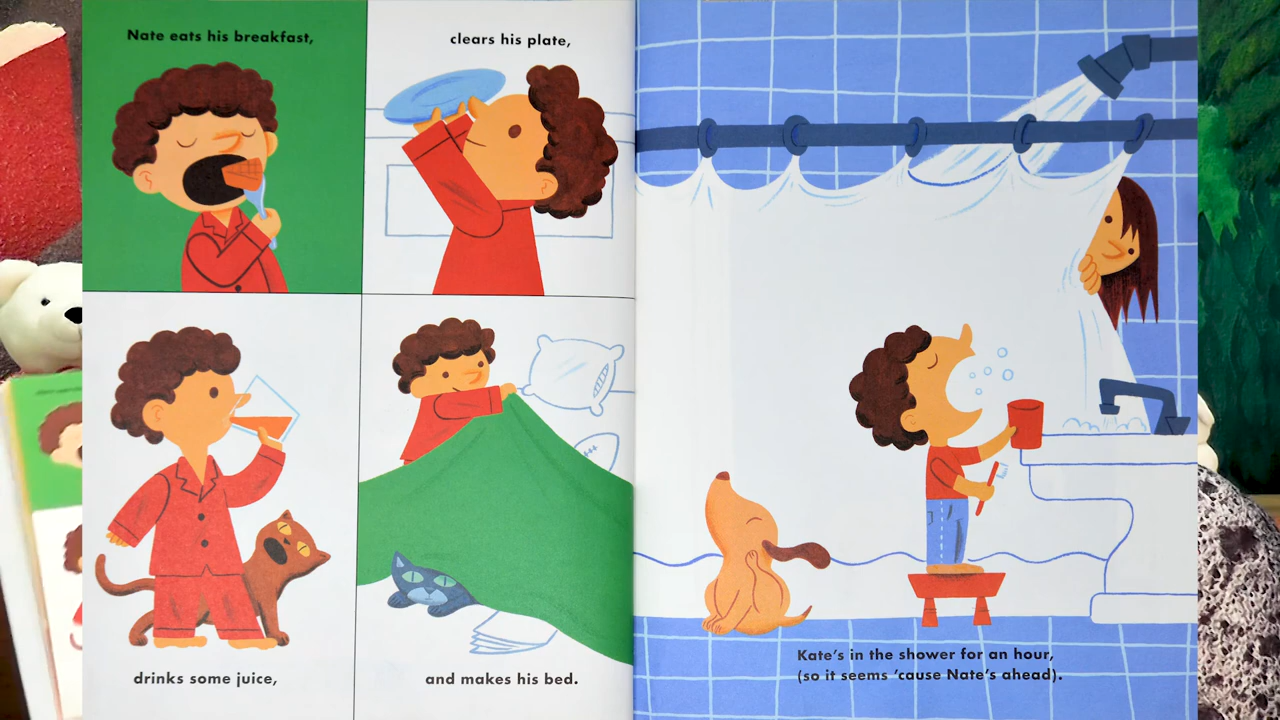 Nate eats his breakfast,
clears his plate,
drinks some juice,
and makes his bed.
Kate's in the shower for an hour,
(so it seems 'cause Nate's ahead).